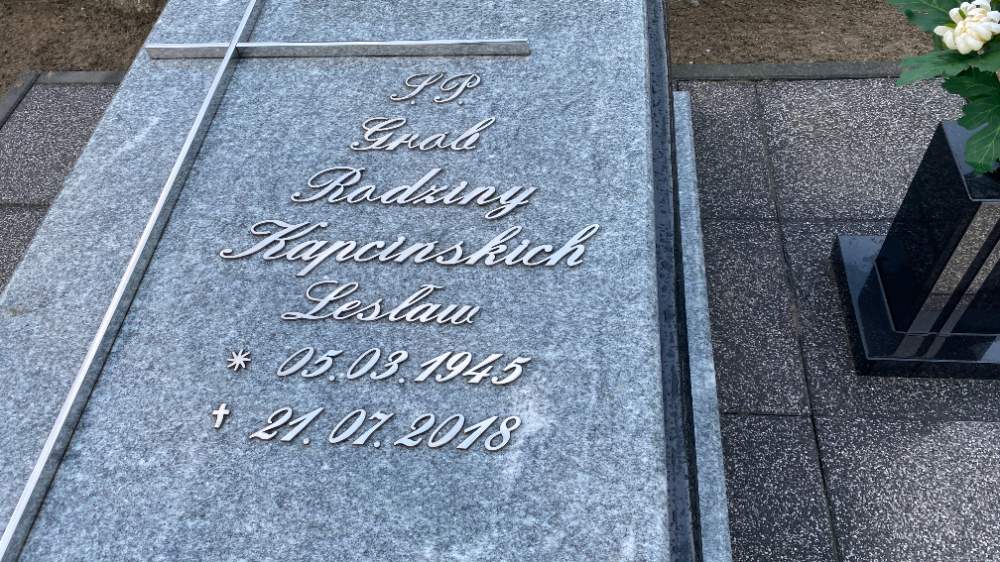 Ś.P.
Grob
Rodziny
Kapcinskich
Lesław
* 05.03.1945
✝ 21.07.2018